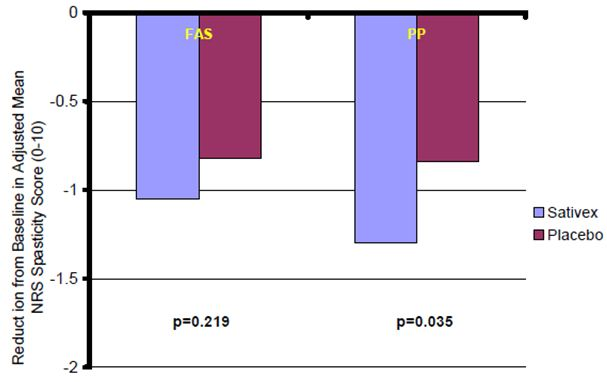 Reduct ion from Baseline in Adjusted Mean
NRS Spasticity Score (0-10)
0
-0.5
-1
-1.5
-2
FAS
PP
p=0.219
p=0.035
Sativex
Placebo